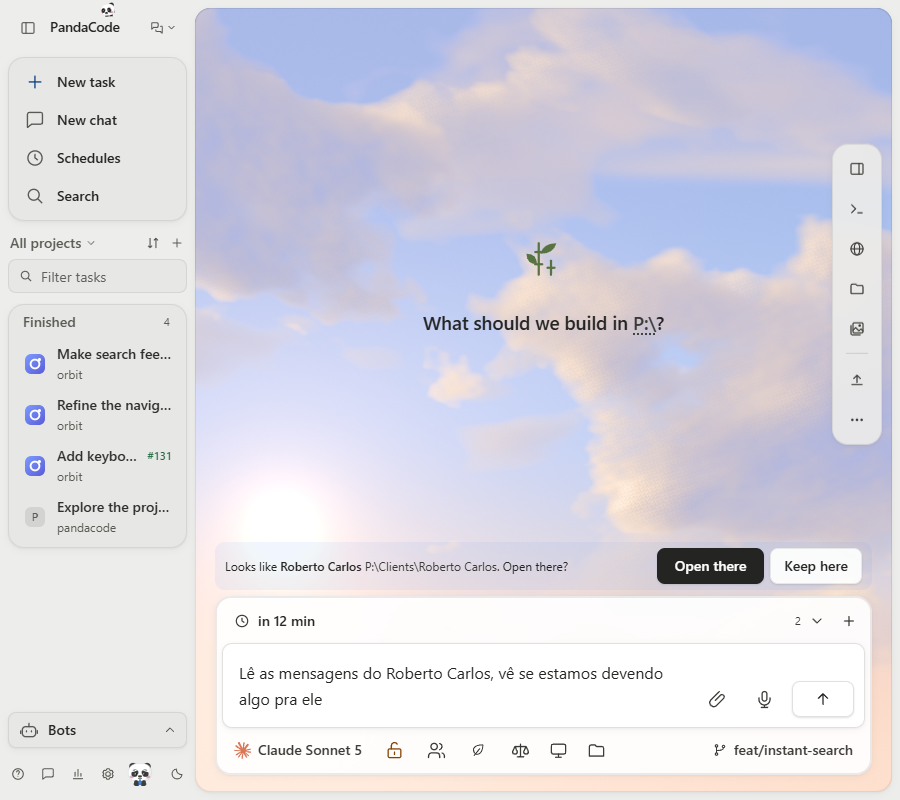 PandaCode
New task
New chat
Schedules
Search
All projects
Filter tasks
Finished 4
Make search fee...
orbit
Refine the navig...
orbit
Add keybo... #131
orbit
P
Explore the proj...
pandacode
Bots
What should we build in P:\?
Looks like Roberto Carlos P:\Clients\Roberto Carlos. Open there?
Open there
Keep here
in 12 min
2
Lê as mensagens do Roberto Carlos, vê se estamos devendo
algo pra ele
Claude Sonnet 5
feat/instant-search